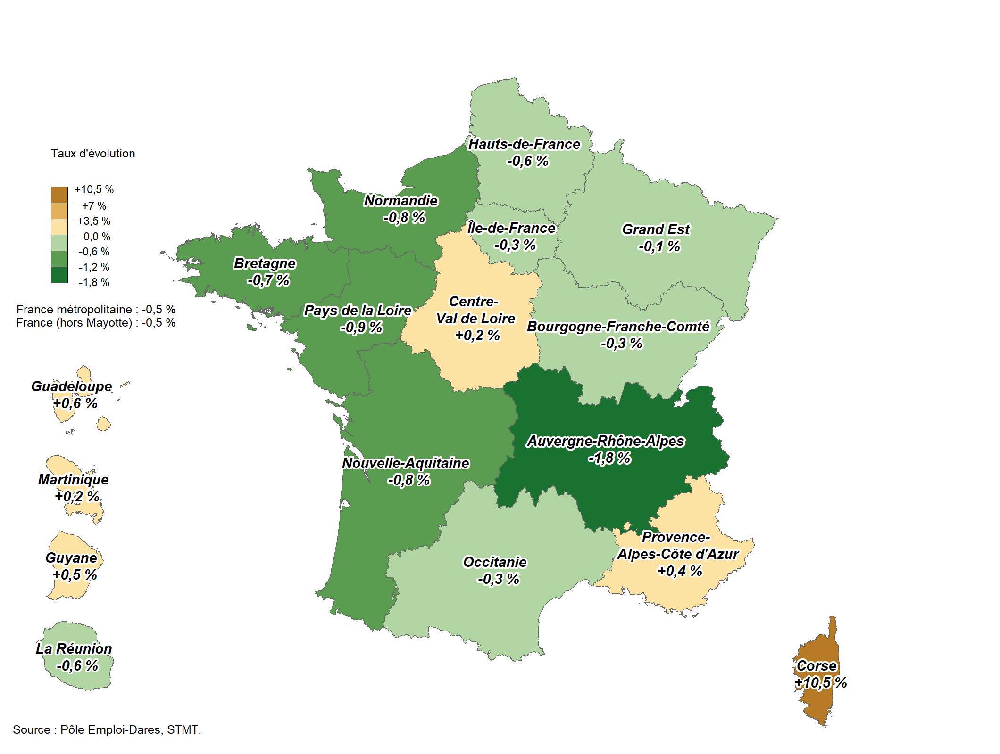 Taux d'évolution
+10,5 %
+7 %
+3,5 %
0,0 %
-0,6 %
-1,2 %
-1,8 %
France métropolitaine : -0,5 %
France (hors Mayotte) : -0,5 %
Hauts-de-France
-0,6 %
Normandie
-0,8 %
Île-de-France
-0,3 %
Grand Est
-0,1 %
Bretagne
-0,7 %
Pays de la Loire
-0,9 %
Centre-
Val de Loire
+0,2 %
Bourgogne-Franche-Comté
-0,3 %
Auvergne-Rhône-Alpes
-1,8 %
Nouvelle-Aquitaine
-0,8 %
Occitanie
-0,3 %
Provence-
Alpes-Côte d'Azur
+0,4 %
Corse
+10,5 %
Guadeloupe
+0,6 %
Martinique
+0,2 %
Guyane
+0,5 %
La Réunion
-0,6 %
Source : Pôle Emploi-Dares, STMT.